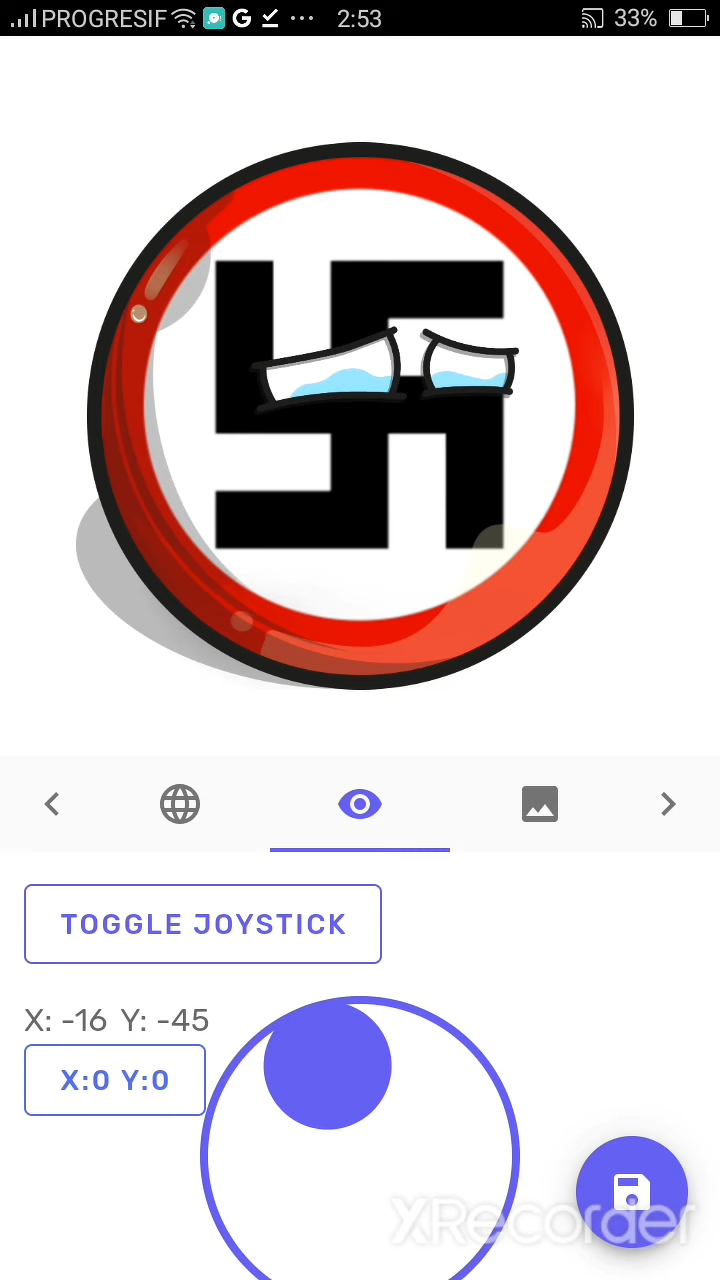 PROGRESIF 2:53 33%
TOGGLE JOYSTICK
X: -16 Y: -45
X:0 Y:0
XRecorder